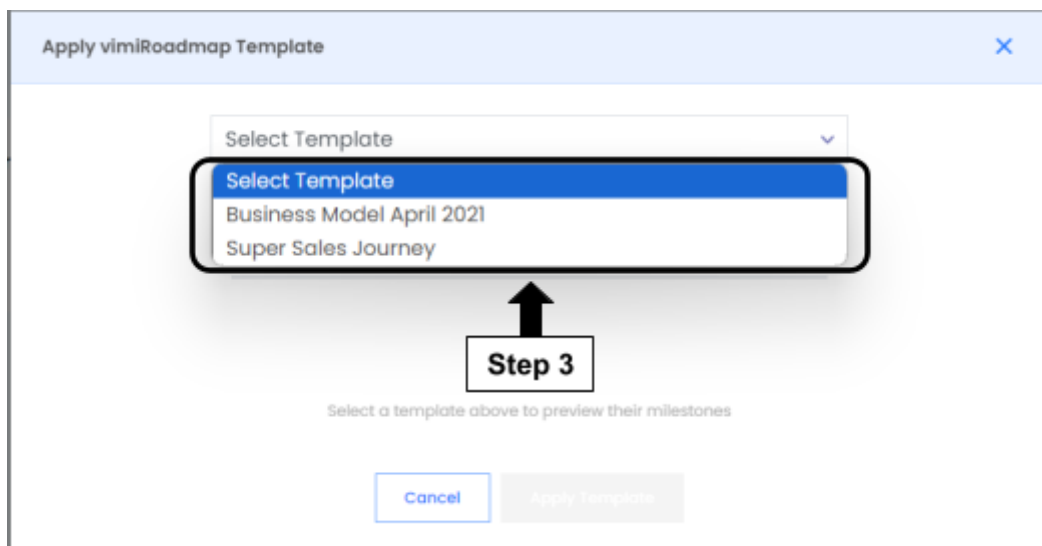 Apply vimiRoadmap Template
Select Template
Select Template
Business Model April 2021
Super Sales Journey
Step 3
Select a template above to preview their milestones
Cancel
Apply Template